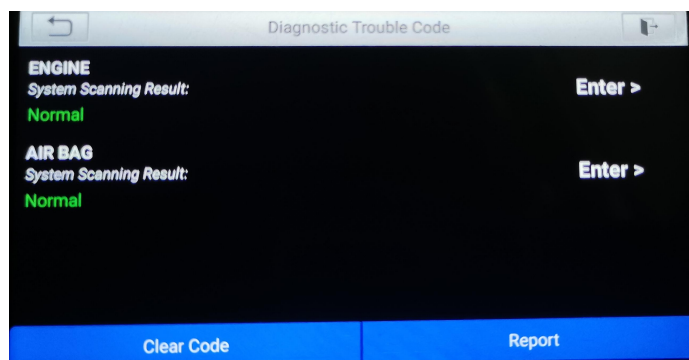 Diagnostic Trouble Code
ENGINE
System Scanning Result:
Enter >
Normal
AIR BAG
System Scanning Result:
Enter >
Normal
Clear Code
Report